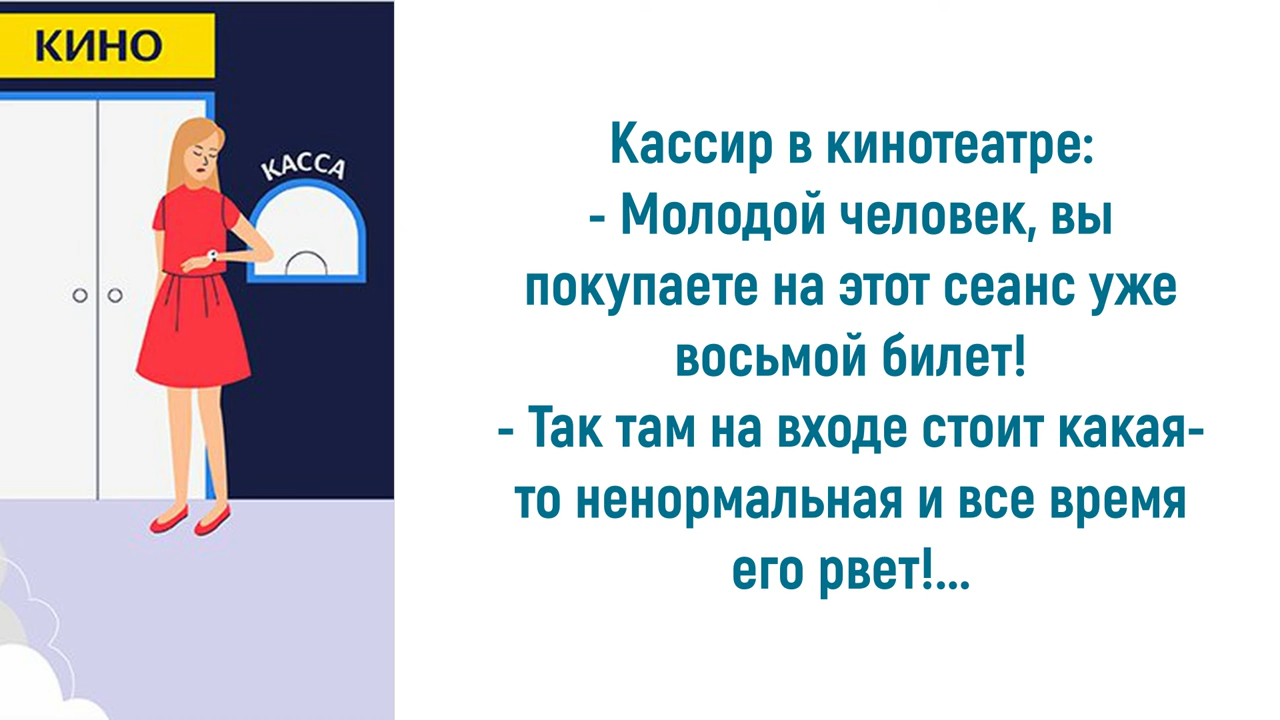 КИНО
КАССА
Кассир в кинотеатре:
- Молодой человек, вы
покупаете на этот сеанс уже
восьмой билет!
- Так там на входе стоит какая-
то ненормальная и все время
его рвет!...